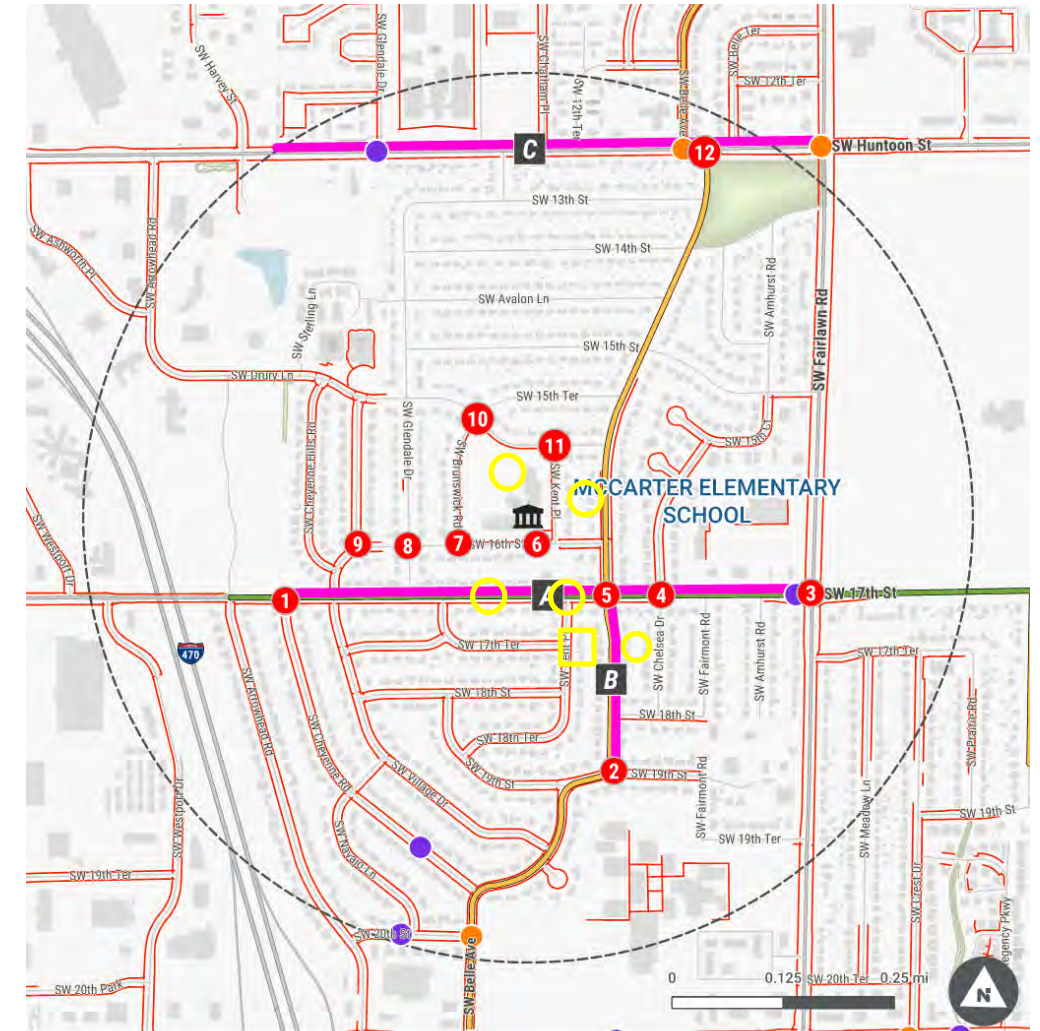 SW Harvey St
SW Glendale Dr
SW Chatham Pl
SW 12th Ter
SW Belle Ave
SW Belle Ter
SW 12th Ter
C
12
SW Huntoon St
SW 13th St
SW Ashworth Pl
SW Arrowhead Rd
SW 14th St
SW Avalon Ln
SW Amhurst Rd
SW Fairlawn Rd
SW Sterling Ln
SW 15th St
SW Drury Ln
SW 15th Ter
SW Cheyenne Hills Rd
SW Glendale Dr
10
SW Brunswick Rd
11
SW Kent Pl
SW 15th Ct
MCCARTER ELEMENTARY
SCHOOL
SW Westport Dr
9
8
7
SW 16th St
6
1
A
5
4
3
SW 17th St
470
SW 17th Ter
SW Kent Pl
SW Chelsea Dr
SW Fairmont Rd
SW Amhurst Rd
SW 17th Ter
B
SW 18th St
SW 18th St
SW Arrowhead Rd
SW Cheyenne Rd
SW 18th Ter
SW Prairie Rd
2
SW 19th St
SW 19th St
SW Village Dr
SW Fairmont Rd
SW Meadow Ln
SW 19th St
SW Westport Dr
SW Navajo Ln
SW 19th Ter
SW 19th Ter
SW Crest Dr
SW 20th St
SW Belle Ave
Regency Pkwy
SW 20th Park
0
0.125
SW 20th Ter
0.25 mi
N